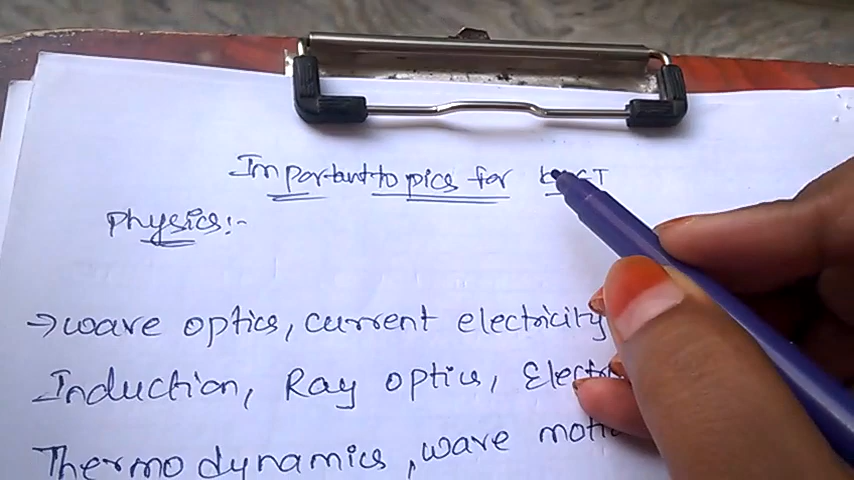 Important topics for
Physics:-
→ wave optics, current electricity
Induction, Ray optics,
Thermodynamics, wave